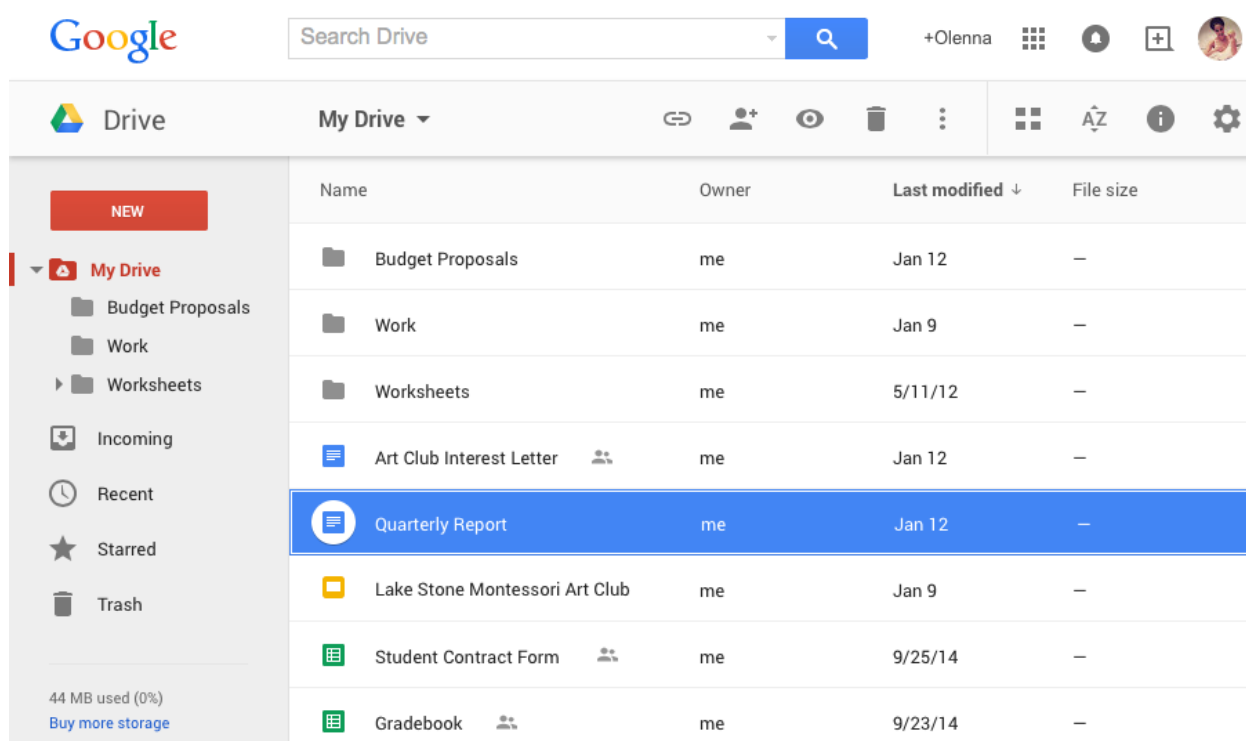 Google Search Drive +Olenna
Drive My Drive AZ
NEW
Name Owner Last modified ↓ File size
My Drive
Budget Proposals
Work
Worksheets
Incoming
Recent
Starred
Trash
44 MB used (0%)
Buy more storage
Budget Proposals me Jan 12 —
Work me Jan 9 —
Worksheets me 5/11/12 —
Art Club Interest Letter me Jan 12 —
Quarterly Report me Jan 12 —
Lake Stone Montessori Art Club me Jan 9 —
Student Contract Form me 9/25/14 —
Gradebook me 9/23/14 —